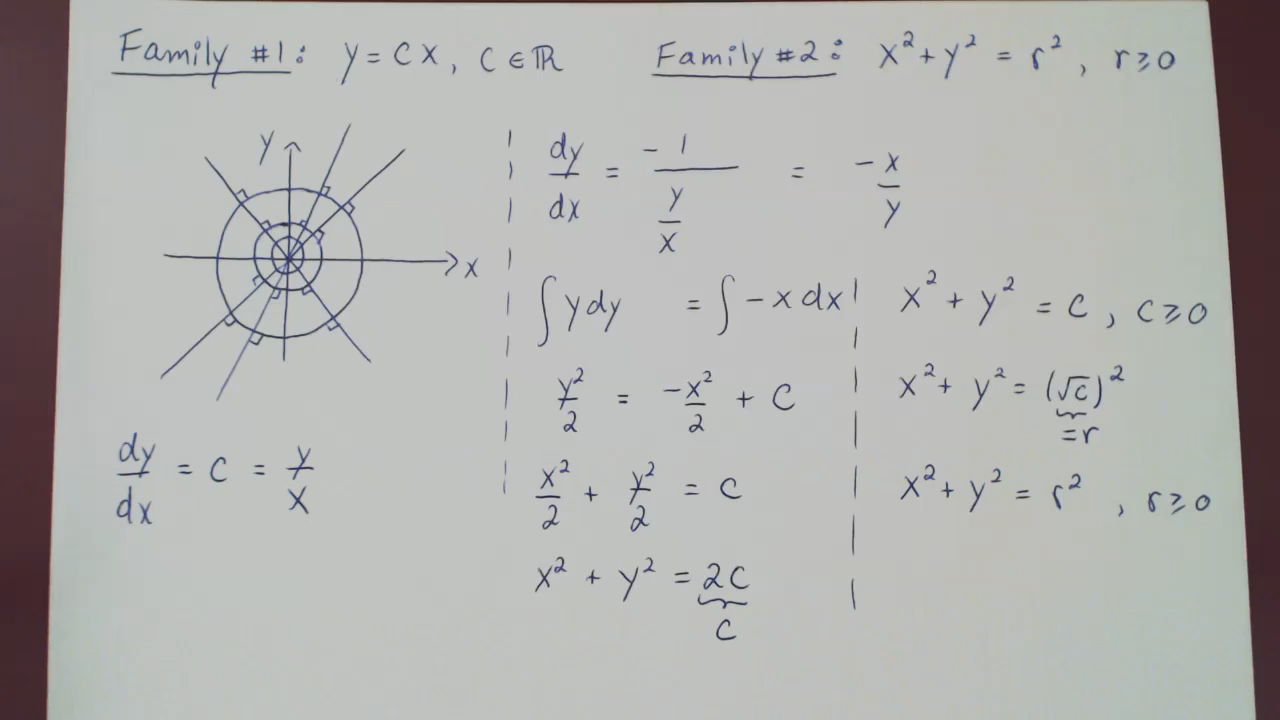 Family #1: y = cx, c ∈ ℝ
Family #2: x² + y² = r², r ≥ 0
y
x
dy/dx = c = y/x
dy/dx = -1/(y/x) = -x/y
∫ y dy = ∫ -x dx
y²/2 = -x²/2 + C
x²/2 + y²/2 = C
x² + y² = 2C
C
x² + y² = C, C ≥ 0
x² + y² = (√c)²
= r
x² + y² = r², r ≥ 0